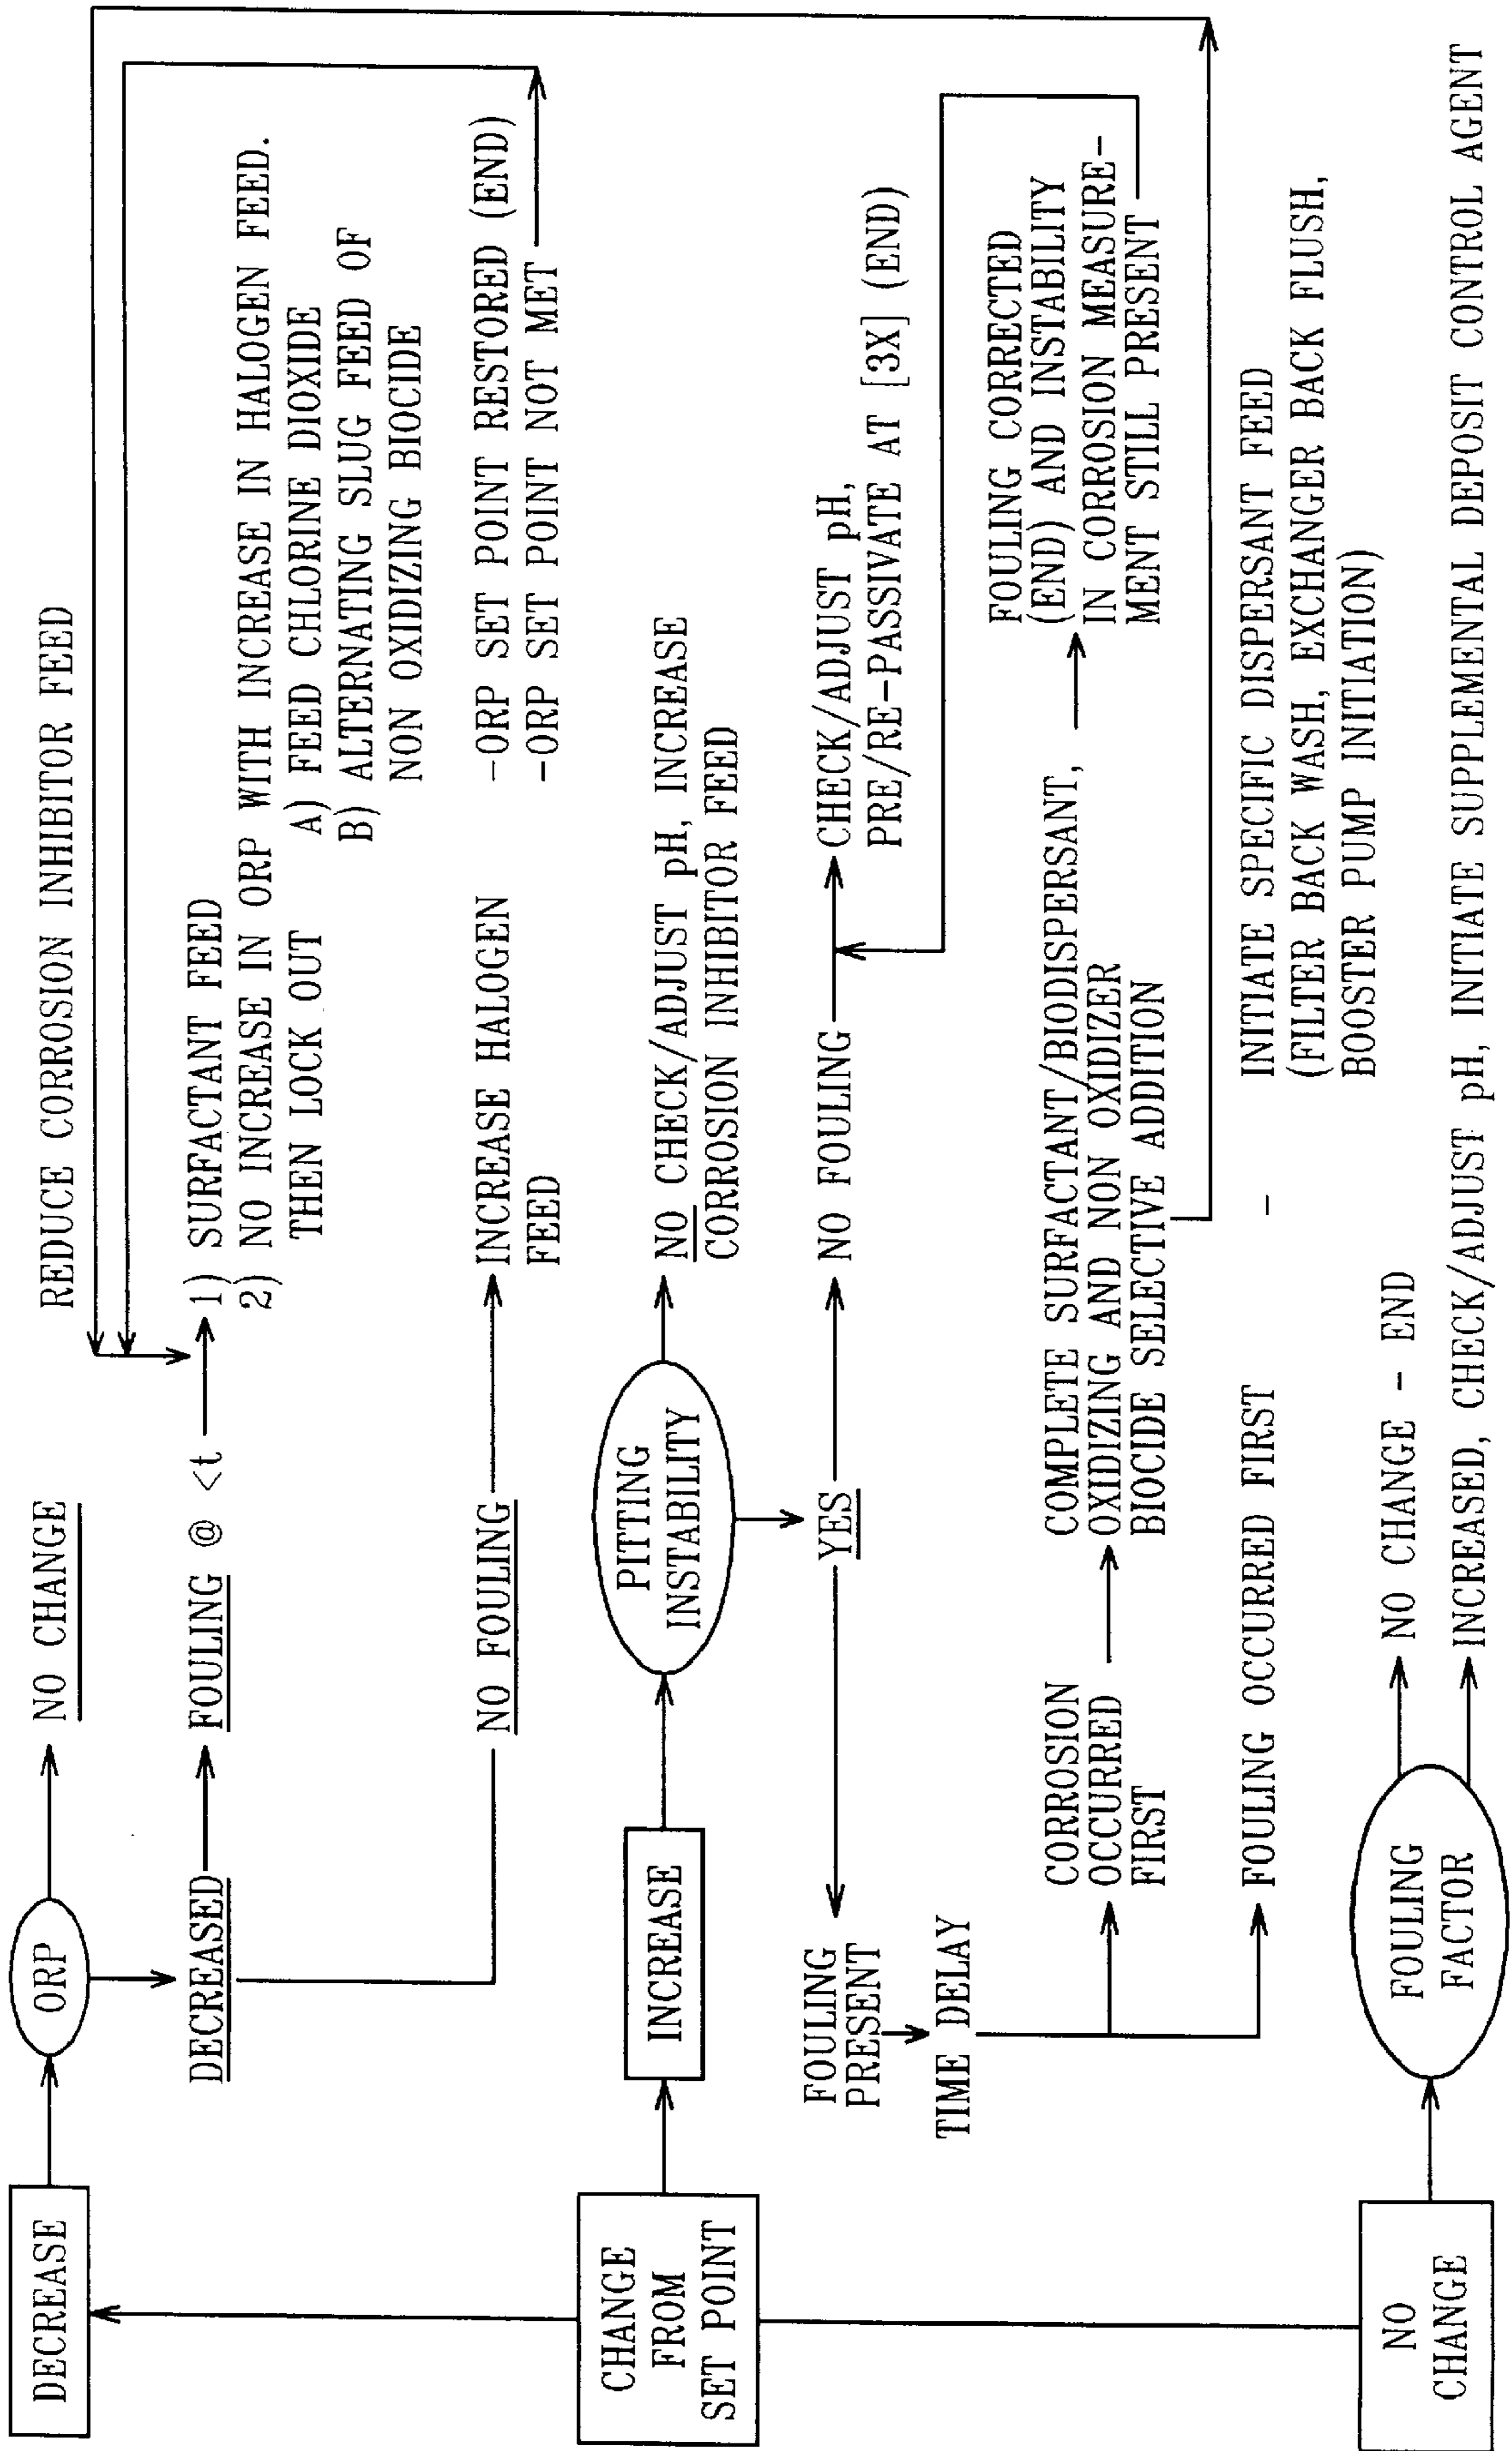 DECREASE
ORP
NO CHANGE
REDUCE CORROSION INHIBITOR FEED
DECREASED
FOULING @ <t
1) SURFACTANT FEED
2) NO INCREASE IN ORP WITH INCREASE IN HALOGEN FEED.
THEN LOCK OUT
A) FEED CHLORINE DIOXIDE
B) ALTERNATING SLUG FEED OF
NON OXIDIZING BIOCIDE
NO FOULING
INCREASE HALOGEN
FEED
-ORP SET POINT RESTORED (END)
-ORP SET POINT NOT MET
CHANGE
FROM
SET POINT
INCREASE
PITTING
INSTABILITY
NO CHECK/ADJUST pH, INCREASE
CORROSION INHIBITOR FEED
FOULING
PRESENT
YES
NO FOULING
CHECK/ADJUST pH,
PRE/RE-PASSIVATE AT [3X] (END)
TIME DELAY
CORROSION
OCCURRED
FIRST
COMPLETE SURFACTANT/BIODISPERSANT,
OXIDIZING AND NON OXIDIZER
BIOCIDE SELECTIVE ADDITION
FOULING CORRECTED
(END) AND INSTABILITY
IN CORROSION MEASURE-
MENT STILL PRESENT
FOULING OCCURRED FIRST
- INITIATE SPECIFIC DISPERSANT FEED
(FILTER BACK WASH, EXCHANGER BACK FLUSH,
BOOSTER PUMP INITIATION)
NO
CHANGE
FOULING
FACTOR
NO CHANGE - END
INCREASED, CHECK/ADJUST pH, INITIATE SUPPLEMENTAL DEPOSIT CONTROL AGENT